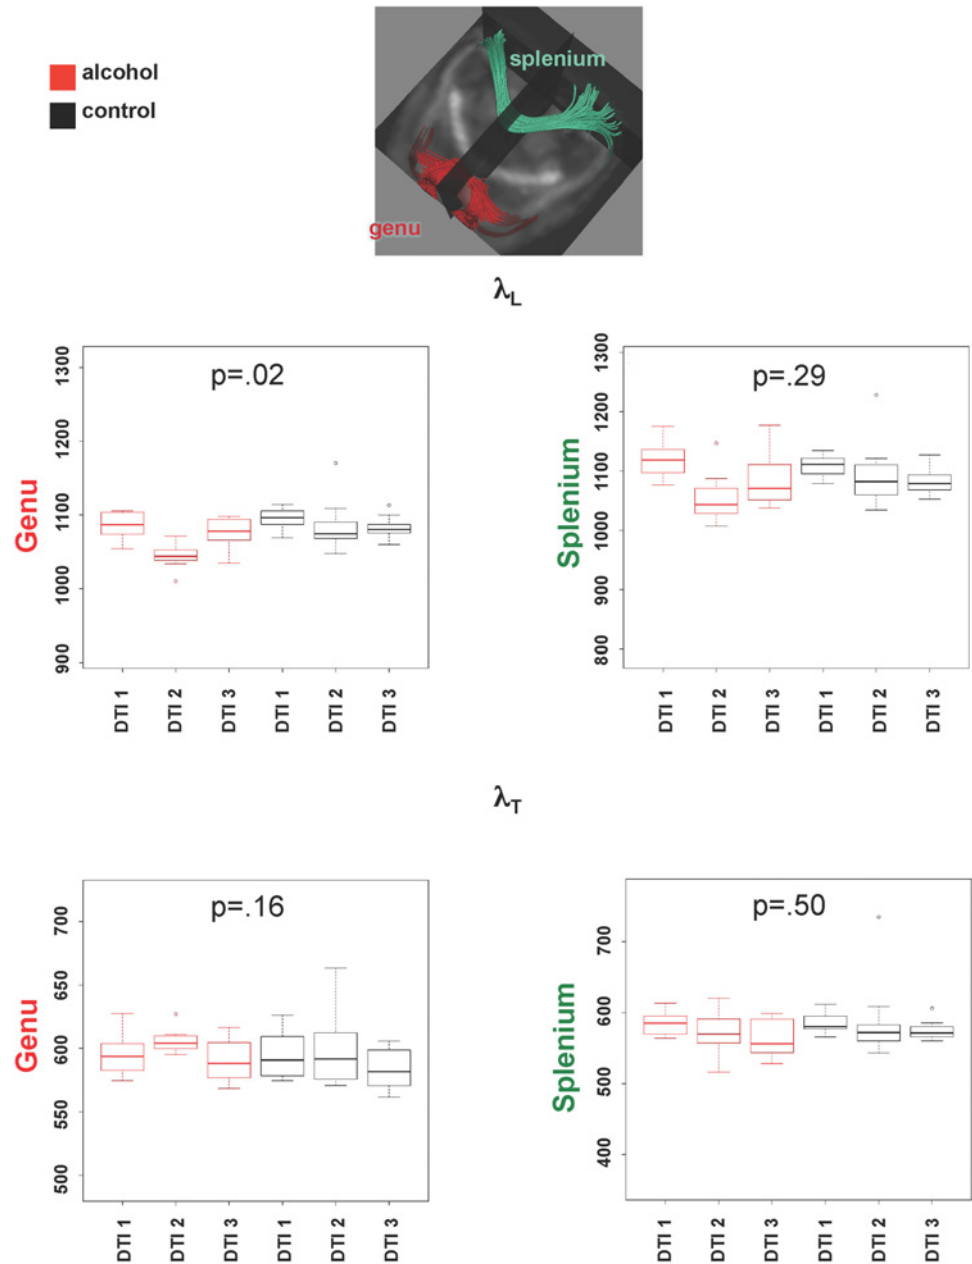 alcohol
control
splenium
genu
λL
Genu
p=.02
1300
1200
1100
1000
900
DTI 1
DTI 2
DTI 3
DTI 1
DTI 2
DTI 3
Splenium
p=.29
1300
1200
1100
1000
900
800
DTI 1
DTI 2
DTI 3
DTI 1
DTI 2
DTI 3
λT
Genu
p=.16
700
650
600
550
500
DTI 1
DTI 2
DTI 3
DTI 1
DTI 2
DTI 3
Splenium
p=.50
700
600
500
400
DTI 1
DTI 2
DTI 3
DTI 1
DTI 2
DTI 3